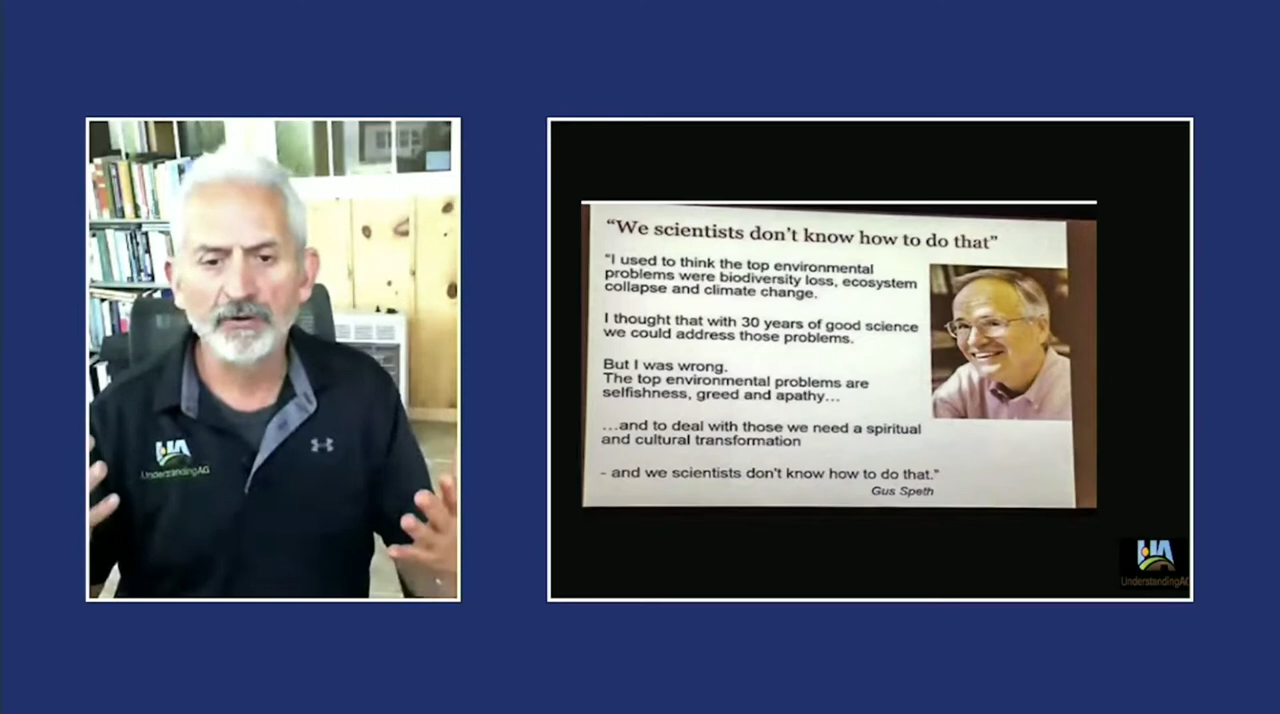 UnderstandingAG
“We scientists don’t know how to do that”
“I used to think the top environmental
problems were biodiversity loss, ecosystem
collapse and climate change.
I thought that with 30 years of good science
we could address those problems.
But I was wrong.
The top environmental problems are
selfishness, greed and apathy…
…and to deal with those we need a spiritual
and cultural transformation
- and we scientists don't know how to do that.”
Gus Speth
UA
UnderstandingAG